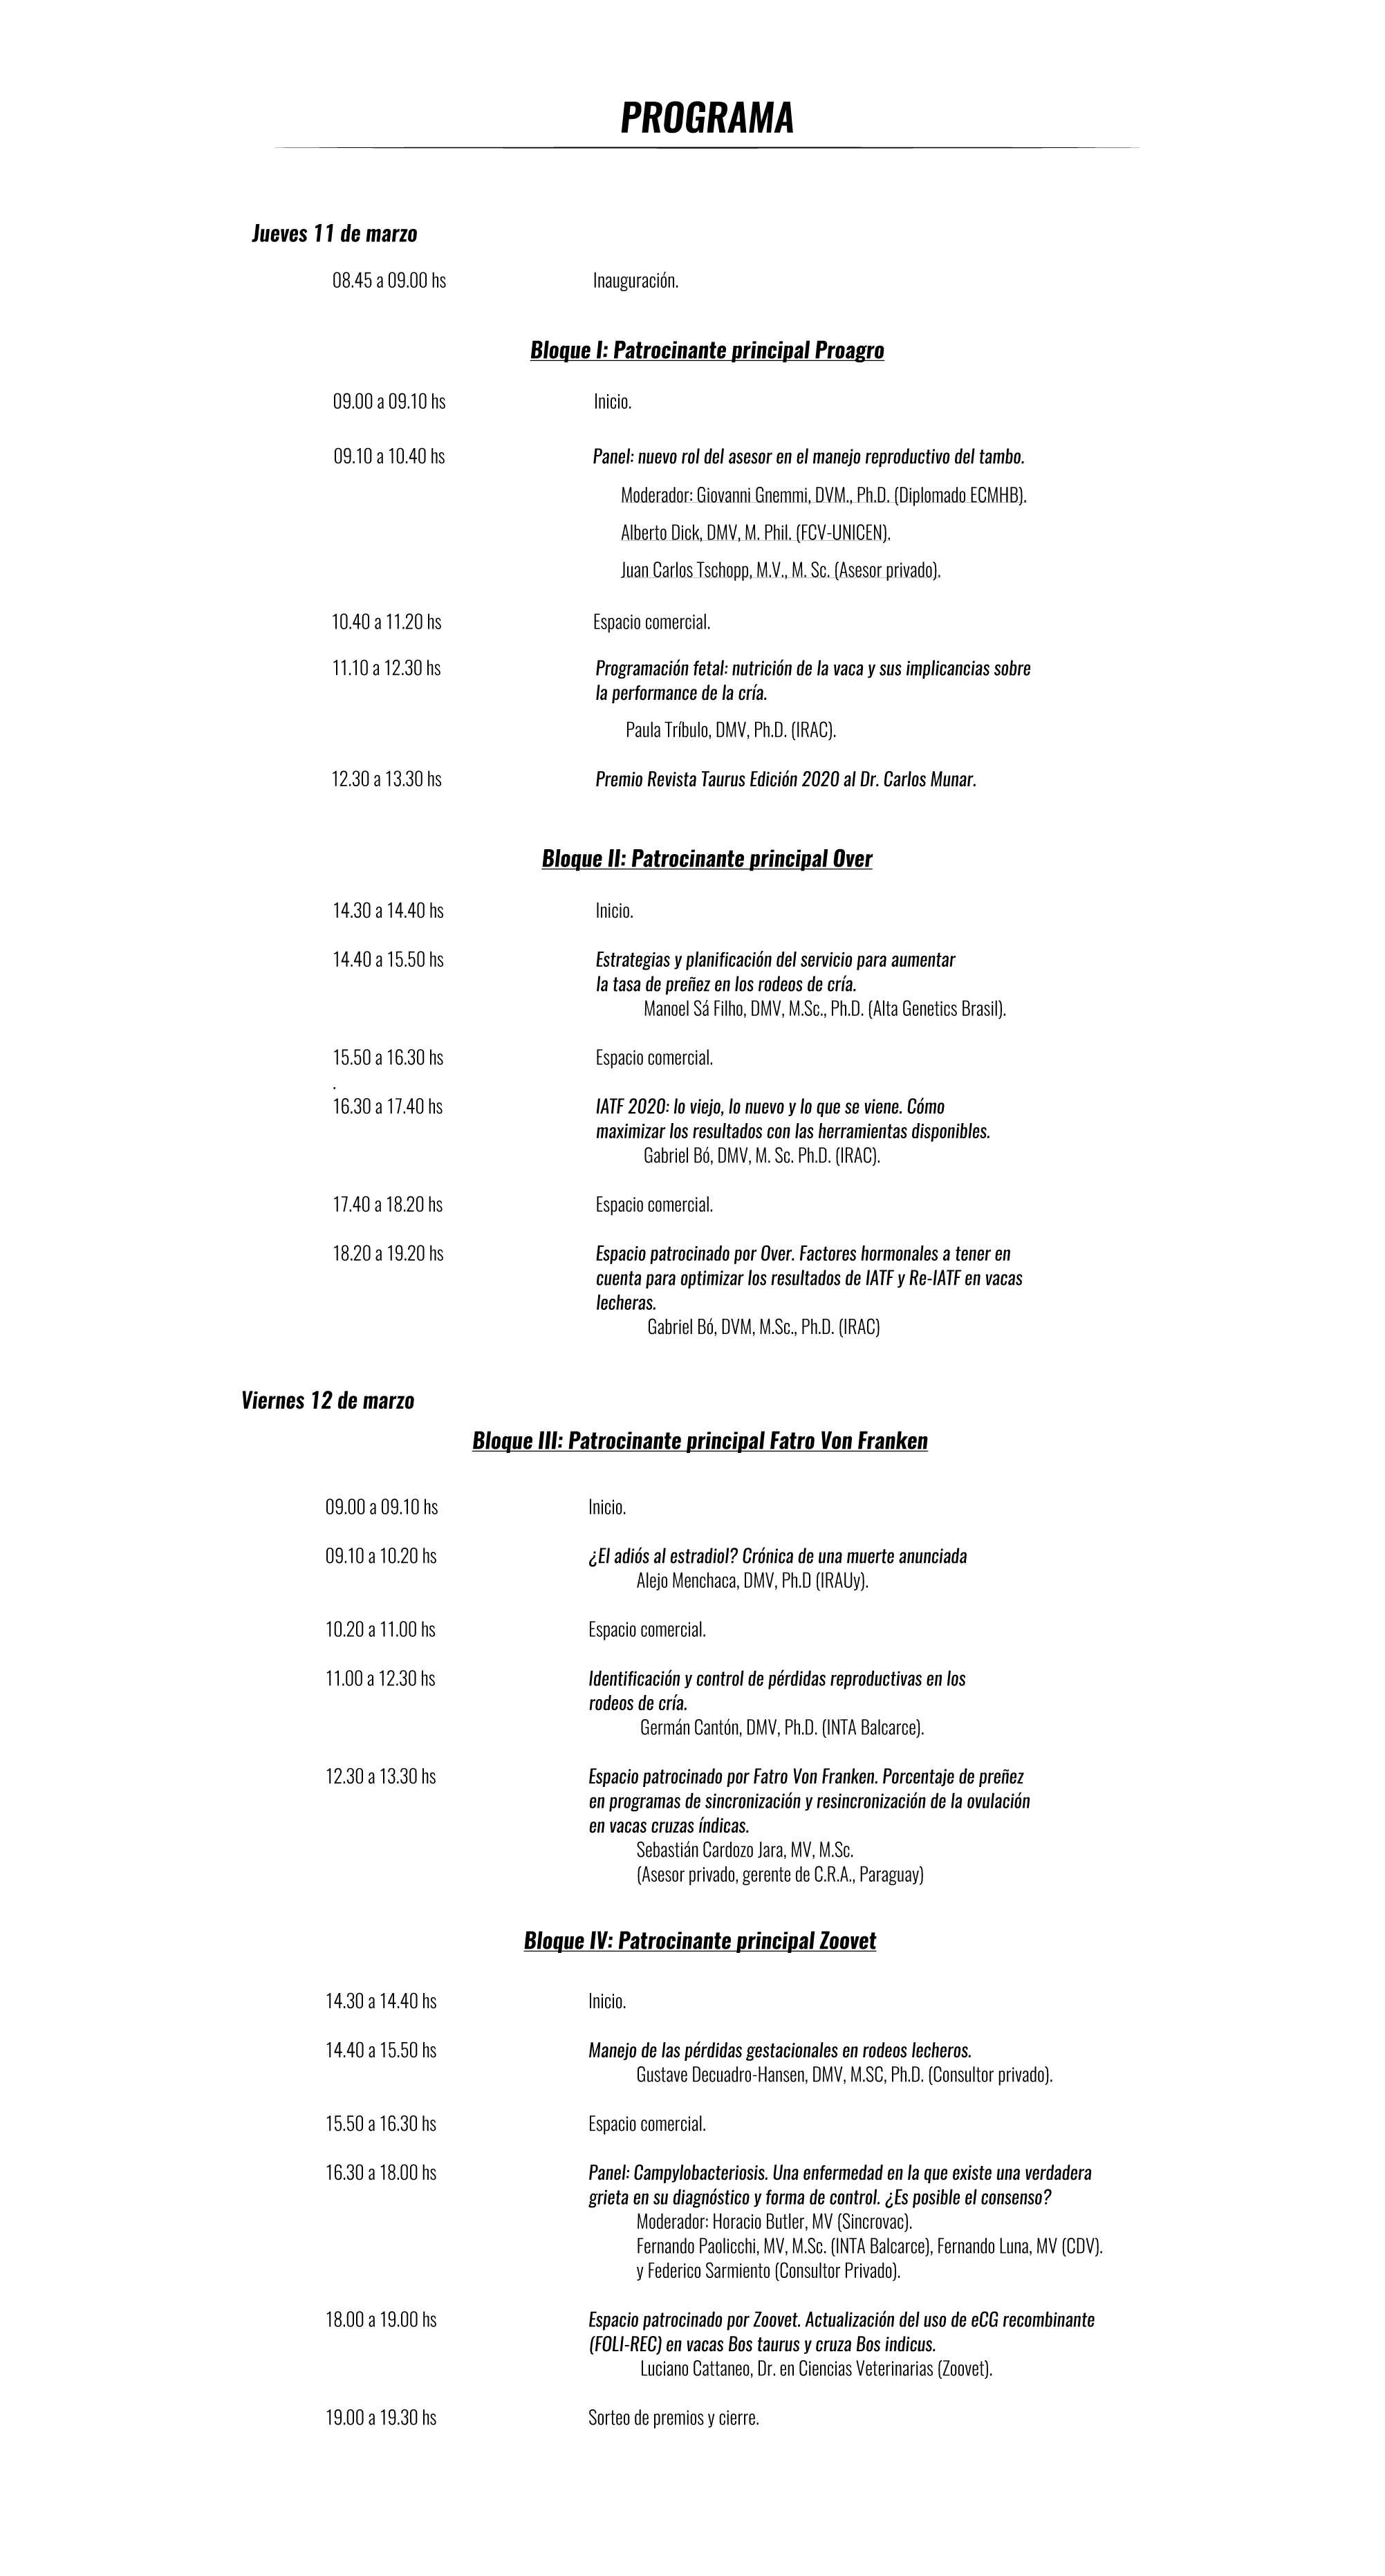 PROGRAMA
Jueves 11 de marzo
08.45 a 09.00 hs Inauguración.
Bloque I: Patrocinante principal Proagro
09.00 a 09.10 hs Inicio.
09.10 a 10.40 hs Panel: nuevo rol del asesor en el manejo reproductivo del tambo.
Moderador: Giovanni Gnemmi, DVM., Ph.D. (Diplomado ECMHB).
Alberto Dick, DMV, M. Phil. (FCV-UNICEN).
Juan Carlos Tschopp, M.V., M. Sc. (Asesor privado).
10.40 a 11.20 hs Espacio comercial.
11.10 a 12.30 hs Programación fetal: nutrición de la vaca y sus implicancias sobre
la performance de la cría.
Paula Tríbulo, DMV, Ph.D. (IRAC).
12.30 a 13.30 hs Premio Revista Taurus Edición 2020 al Dr. Carlos Munar.
Bloque II: Patrocinante principal Over
14.30 a 14.40 hs Inicio.
14.40 a 15.50 hs Estrategias y planificación del servicio para aumentar
la tasa de preñez en los rodeos de cría.
Manoel Sá Filho, DMV, M.Sc., Ph.D. (Alta Genetics Brasil).
15.50 a 16.30 hs Espacio comercial.
.
16.30 a 17.40 hs IATF 2020: lo viejo, lo nuevo y lo que se viene. Cómo
maximizar los resultados con las herramientas disponibles.
Gabriel Bó, DMV, M. Sc. Ph.D. (IRAC).
17.40 a 18.20 hs Espacio comercial.
18.20 a 19.20 hs Espacio patrocinado por Over. Factores hormonales a tener en
cuenta para optimizar los resultados de IATF y Re-IATF en vacas
lecheras.
Gabriel Bó, DVM, M.Sc., Ph.D. (IRAC)
Viernes 12 de marzo
Bloque III: Patrocinante principal Fatro Von Franken
09.00 a 09.10 hs Inicio.
09.10 a 10.20 hs ¿El adiós al estradiol? Crónica de una muerte anunciada
Alejo Menchaca, DMV, Ph.D (IRAUy).
10.20 a 11.00 hs Espacio comercial.
11.00 a 12.30 hs Identificación y control de pérdidas reproductivas en los
rodeos de cría.
Germán Cantón, DMV, Ph.D. (INTA Balcarce).
12.30 a 13.30 hs Espacio patrocinado por Fatro Von Franken. Porcentaje de preñez
en programas de sincronización y resincronización de la ovulación
en vacas cruzas índicas.
Sebastián Cardozo Jara, MV, M.Sc.
(Asesor privado, gerente de C.R.A., Paraguay)
Bloque IV: Patrocinante principal Zoovet
14.30 a 14.40 hs Inicio.
14.40 a 15.50 hs Manejo de las pérdidas gestacionales en rodeos lecheros.
Gustave Decuadro-Hansen, DMV, M.SC, Ph.D. (Consultor privado).
15.50 a 16.30 hs Espacio comercial.
16.30 a 18.00 hs Panel: Campylobacteriosis. Una enfermedad en la que existe una verdadera
grieta en su diagnóstico y forma de control. ¿Es posible el consenso?
Moderador: Horacio Butler, MV (Sincrovac).
Fernando Paolicchi, MV, M.Sc. (INTA Balcarce), Fernando Luna, MV (CDV).
y Federico Sarmiento (Consultor Privado).
18.00 a 19.00 hs Espacio patrocinado por Zoovet. Actualización del uso de eCG recombinante
(FOLI-REC) en vacas Bos taurus y cruza Bos indicus.
Luciano Cattaneo, Dr. en Ciencias Veterinarias (Zoovet).
19.00 a 19.30 hs Sorteo de premios y cierre.